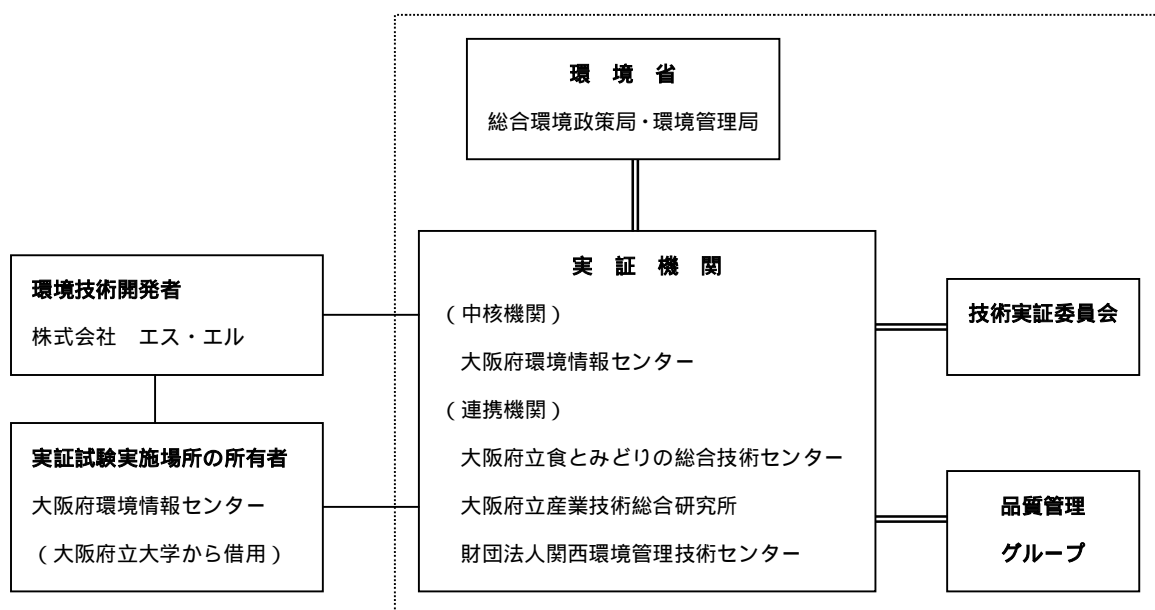 環　境　省
総合環境政策局・環境管理局
環境技術開発者
株式会社　エス・エル
実証試験実施場所の所有者
大阪府環境情報センター
（大阪府立大学から借用）
実　証　機　関
（中核機関）
大阪府環境情報センター
（連携機関）
大阪府立食とみどりの総合技術センター
大阪府立産業技術総合研究所
財団法人関西環境管理技術センター
技術実証委員会
品質管理
グループ